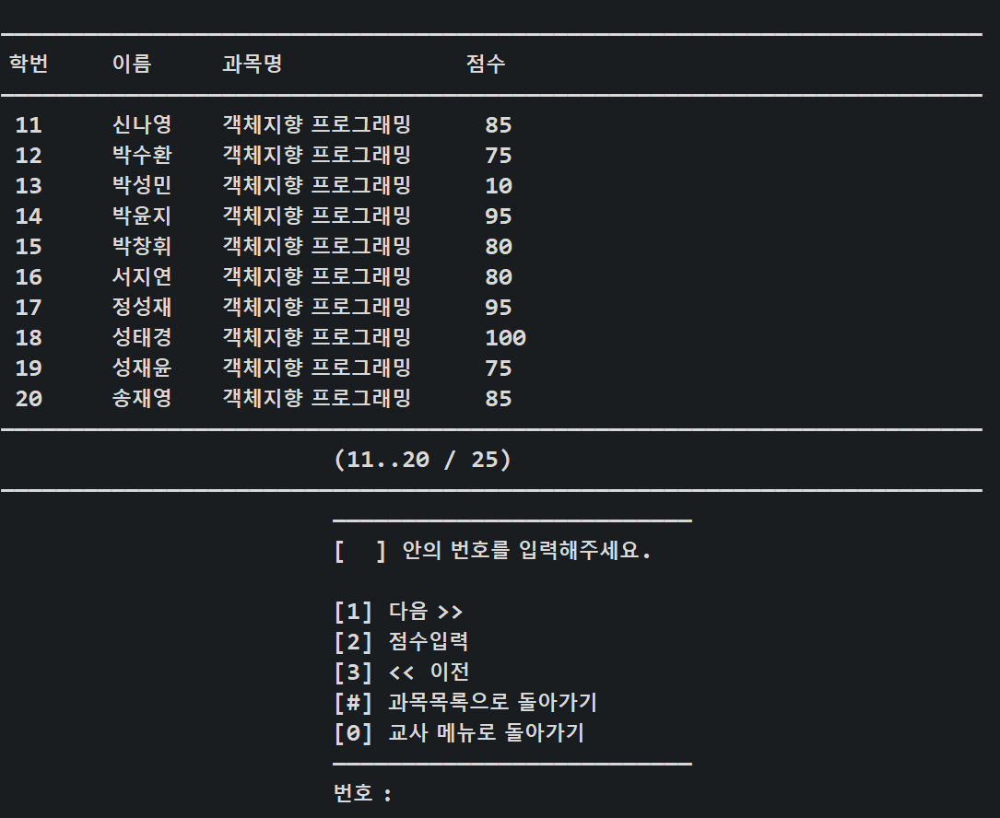 학번 이름 과목명 점수
11 신나영 객체지향 프로그래밍 85
12 박수환 객체지향 프로그래밍 75
13 박성민 객체지향 프로그래밍 10
14 박윤지 객체지향 프로그래밍 95
15 박창휘 객체지향 프로그래밍 80
16 서지연 객체지향 프로그래밍 80
17 정성재 객체지향 프로그래밍 95
18 성태경 객체지향 프로그래밍 100
19 성재윤 객체지향 프로그래밍 75
20 송재영 객체지향 프로그래밍 85
(11..20 / 25)
[  ] 안의 번호를 입력해주세요.
[1] 다음 >>
[2] 점수입력
[3] << 이전
[#] 과목목록으로 돌아가기
[0] 교사 메뉴로 돌아가기
번호 :